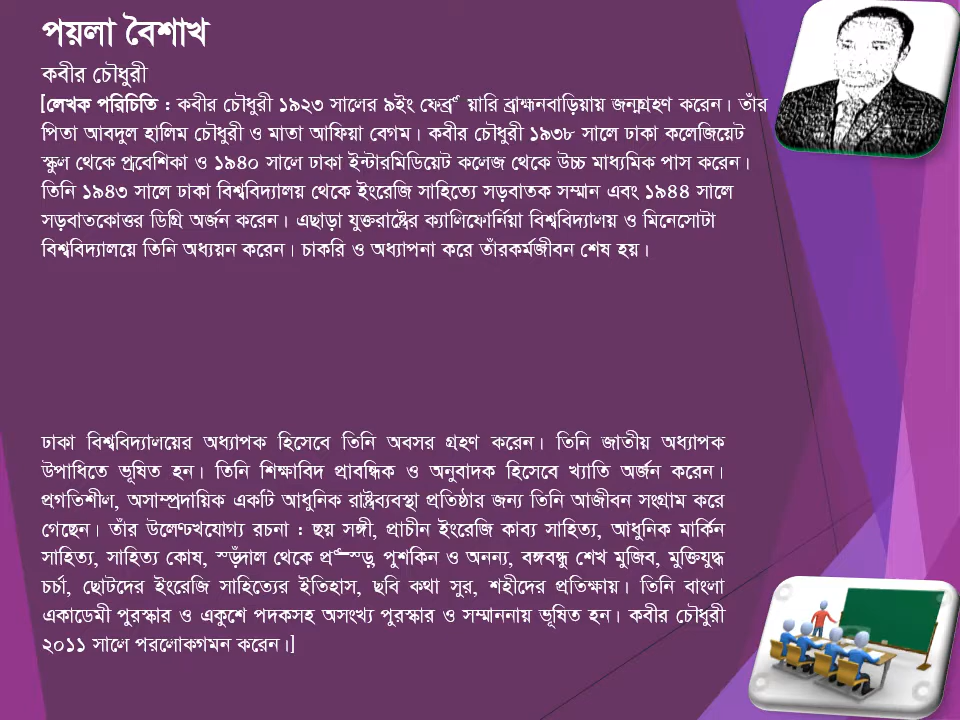 পয়লা বৈশাখ
কবীর চৌধুরী
[লেখক পরিচিতি : কবীর চৌধুরী ১৯২৩ সালের ৯ইং ফেব্রু য়ারি ব্রাহ্মনবাড়িয়ায় জন্মগ্রহণ করেন। তাঁর
পিতা আবদুল হালিম চৌধুরী ও মাতা আফিয়া বেগম। কবীর চৌধুরী ১৯৩৮ সালে ঢাকা কলেজিয়েট
স্কুল থেকে প্রবেশিকা ও ১৯৪০ সালে ঢাকা ইন্টারমিডিয়েট কলেজ থেকে উচ্চ মাধ্যমিক পাস করেন।
তিনি ১৯৪৩ সালে ঢাকা বিশ্ববিদ্যালয় থেকে ইংরেজি সাহিত্যে সড়বাতক সম্মান এবং ১৯৪৪ সালে
সড়বাতকোত্তর ডিগ্রি অর্জন করেন। এছাড়া যুক্তরাষ্ট্রের ক্যালিফোর্নিয়া বিশ্ববিদ্যালয় ও মিনেসোটা
বিশ্ববিদ্যালয়ে তিনি অধ্যয়ন করেন। চাকরি ও অধ্যাপনা করে তাঁরকর্মজীবন শেষ হয়।
ঢাকা বিশ্ববিদ্যালয়ের অধ্যাপক হিসেবে তিনি অবসর গ্রহণ করেন। তিনি জাতীয় অধ্যাপক
উপাধিতে ভূষিত হন। তিনি শিক্ষাবিদ প্রাবন্ধিক ও অনুবাদক হিসেবে খ্যাতি অর্জন করেন।
প্রগতিশীল, অসাম্প্রদায়িক একটি আধুনিক রাষ্ট্রব্যবস্থা প্রতিষ্ঠার জন্য তিনি আজীবন সংগ্রাম করে
গেছেন। তাঁর উলেণ্ঢখযোগ্য রচনা : ছয় সঙ্গী, প্রাচীন ইংরেজি কাব্য সাহিত্য, আধুনিক মার্কিন
সাহিত্য, সাহিত্য কোষ, থেকে পুশকিন ও অনন্য, বঙ্গবন্ধু শেখ মুজিব, মুক্তিযুদ্ধ
চর্চা, ছোটদের ইংরেজি সাহিত্যের ইতিহাস, ছবি কথা সুর, শহীদের প্রতিক্ষায়। তিনি বাংলা
একাডেমী পুরস্কার ও একুশে পদকসহ অসংখ্য পুরস্কার ও সম্মাননায় ভূষিত হন। কবীর চৌধুরী
২০১১ সালে পরলোকগমন করেন।]